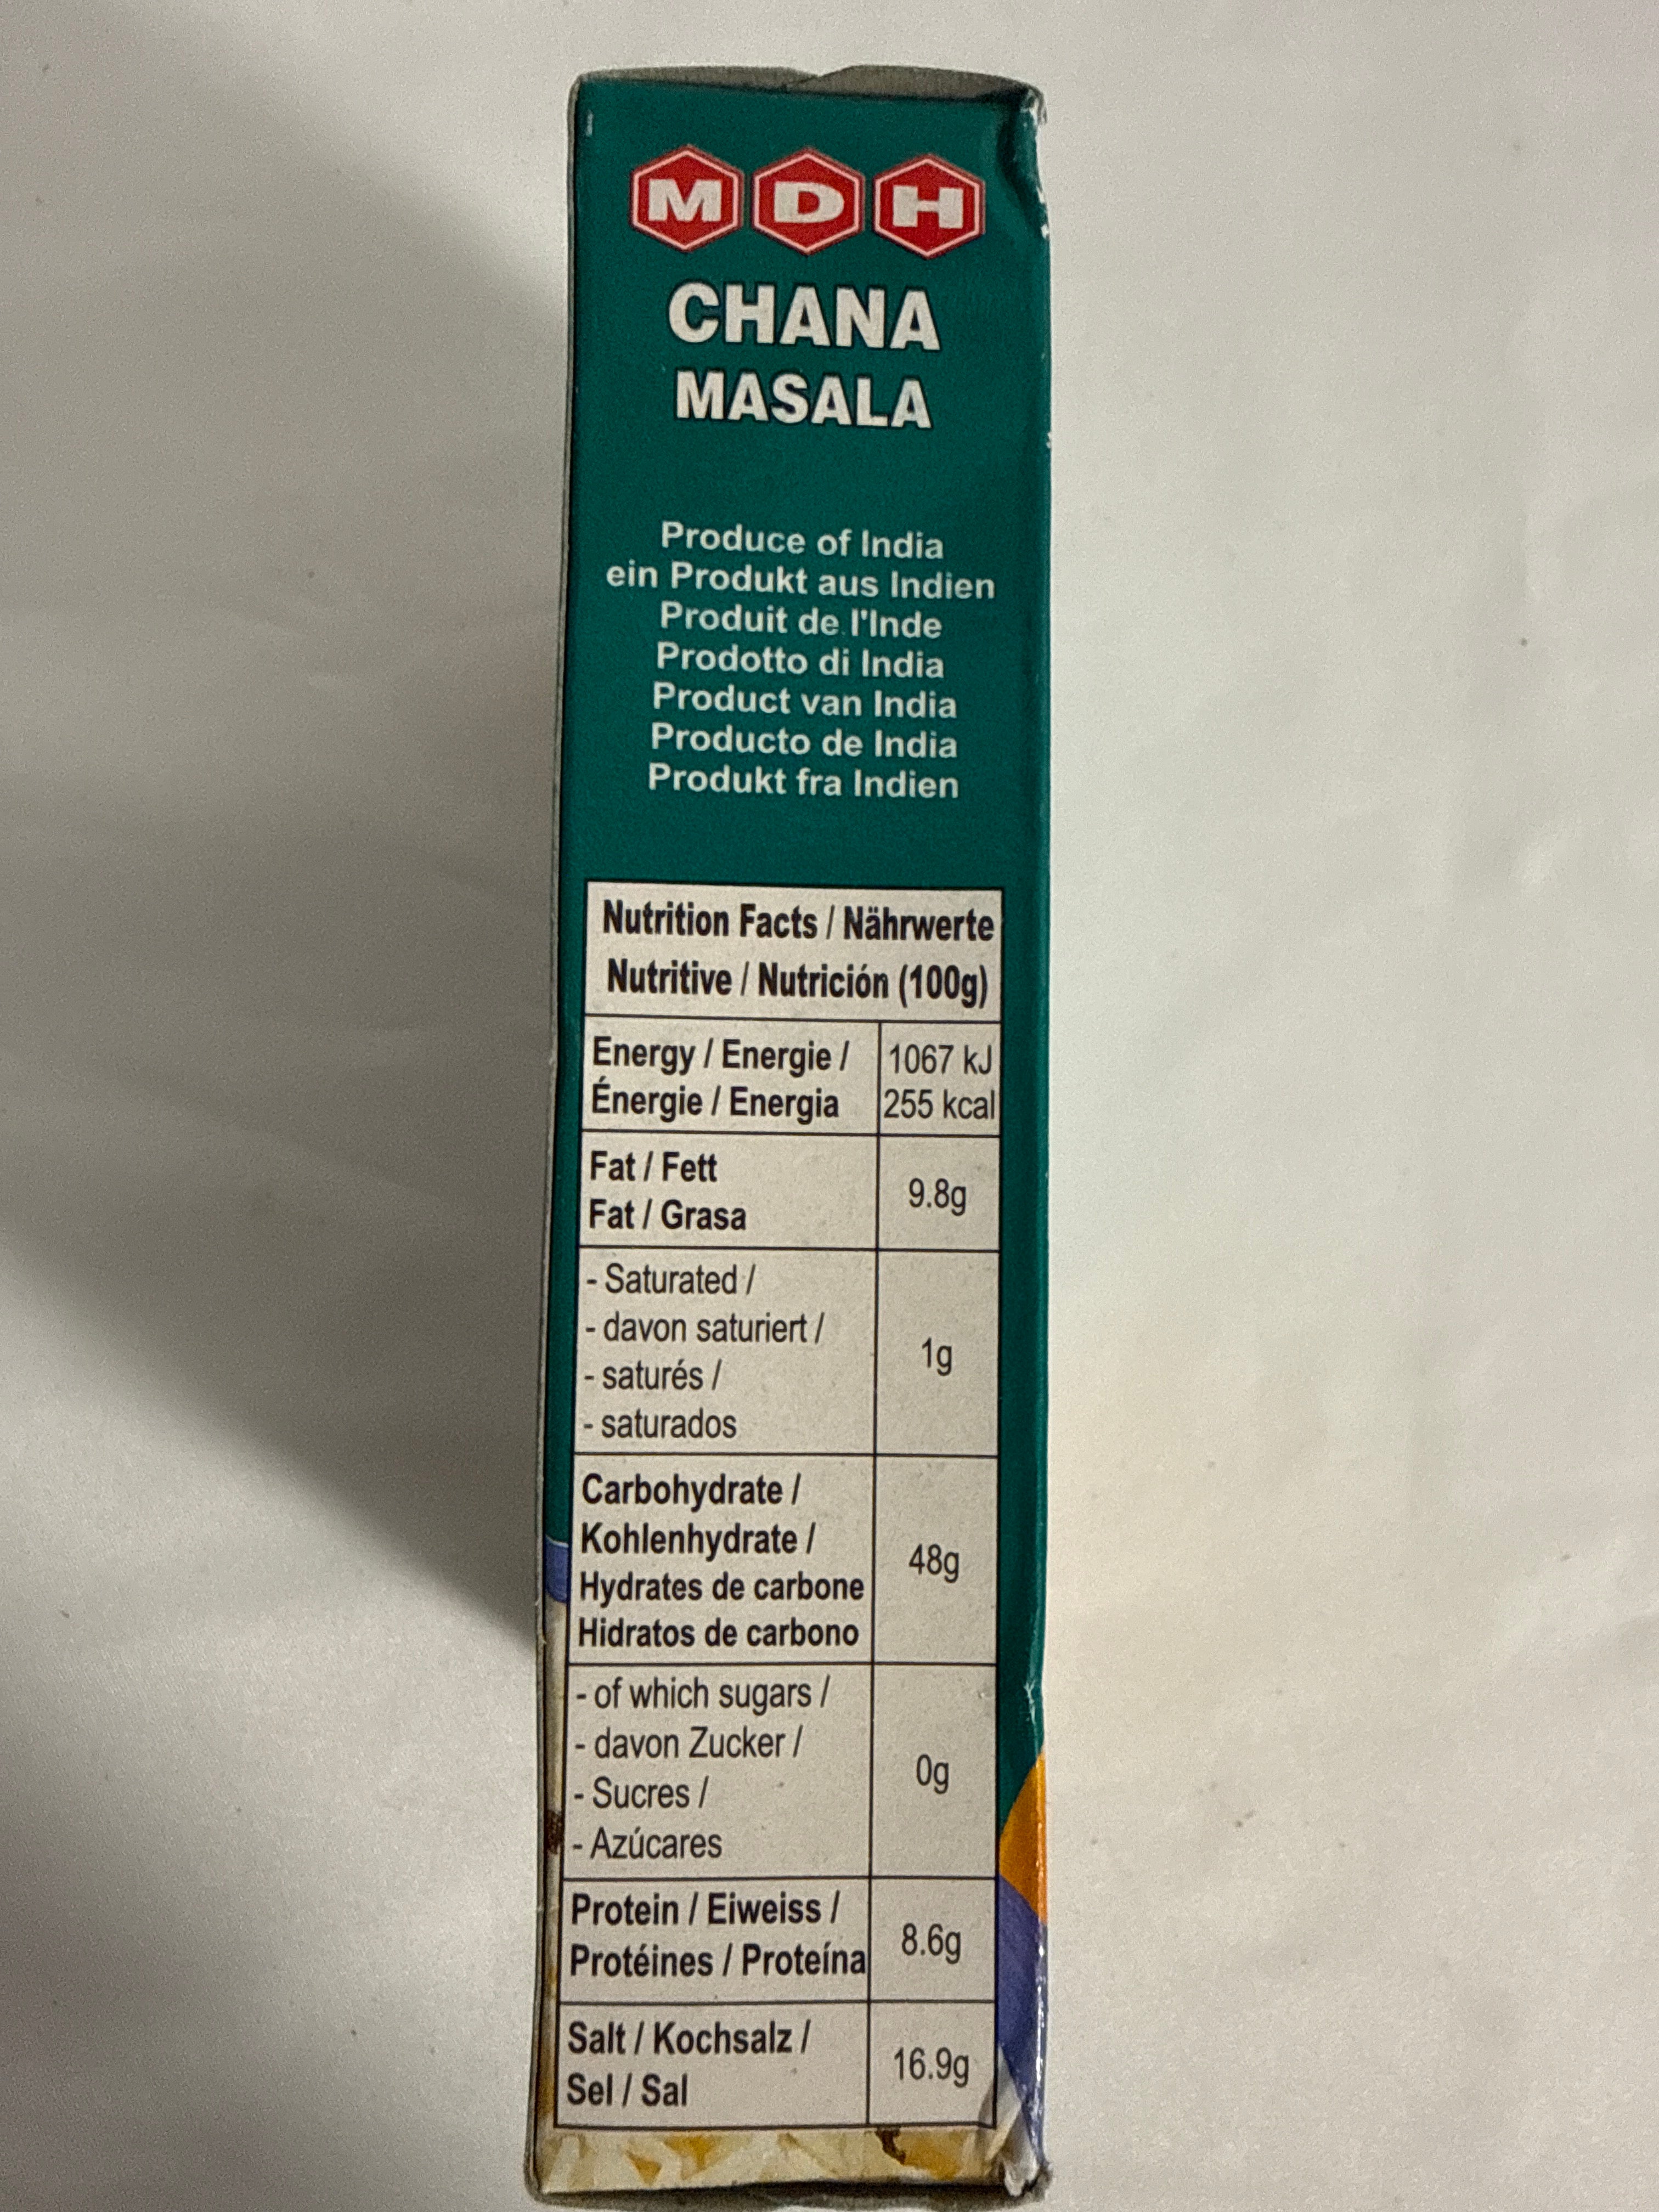 MDH
CHANA
MASALA
Produce of India
ein Produkt aus Indien
Produit de l'Inde
Prodotto di India
Product van India
Producto de India
Produkt fra Indien
Nutrition Facts / Nährwerte
Nutritive / Nutrición (100g)
Energy / Energie / 1067 kJ
Énergie / Energia 255 kcal
Fat / Fett
Fat / Grasa
9.8g
- Saturated /
- davon saturiert /
- saturés /
- saturados
1g
Carbohydrate /
Kohlenhydrate /
Hydrates de carbone
Hidratos de carbono
48g
- of which sugars /
- davon Zucker /
- Sucres /
- Azúcares
0g
Protein / Eiweiss /
Protéines / Proteína
8.6g
Salt / Kochsalz /
Sel / Sal
16.9g